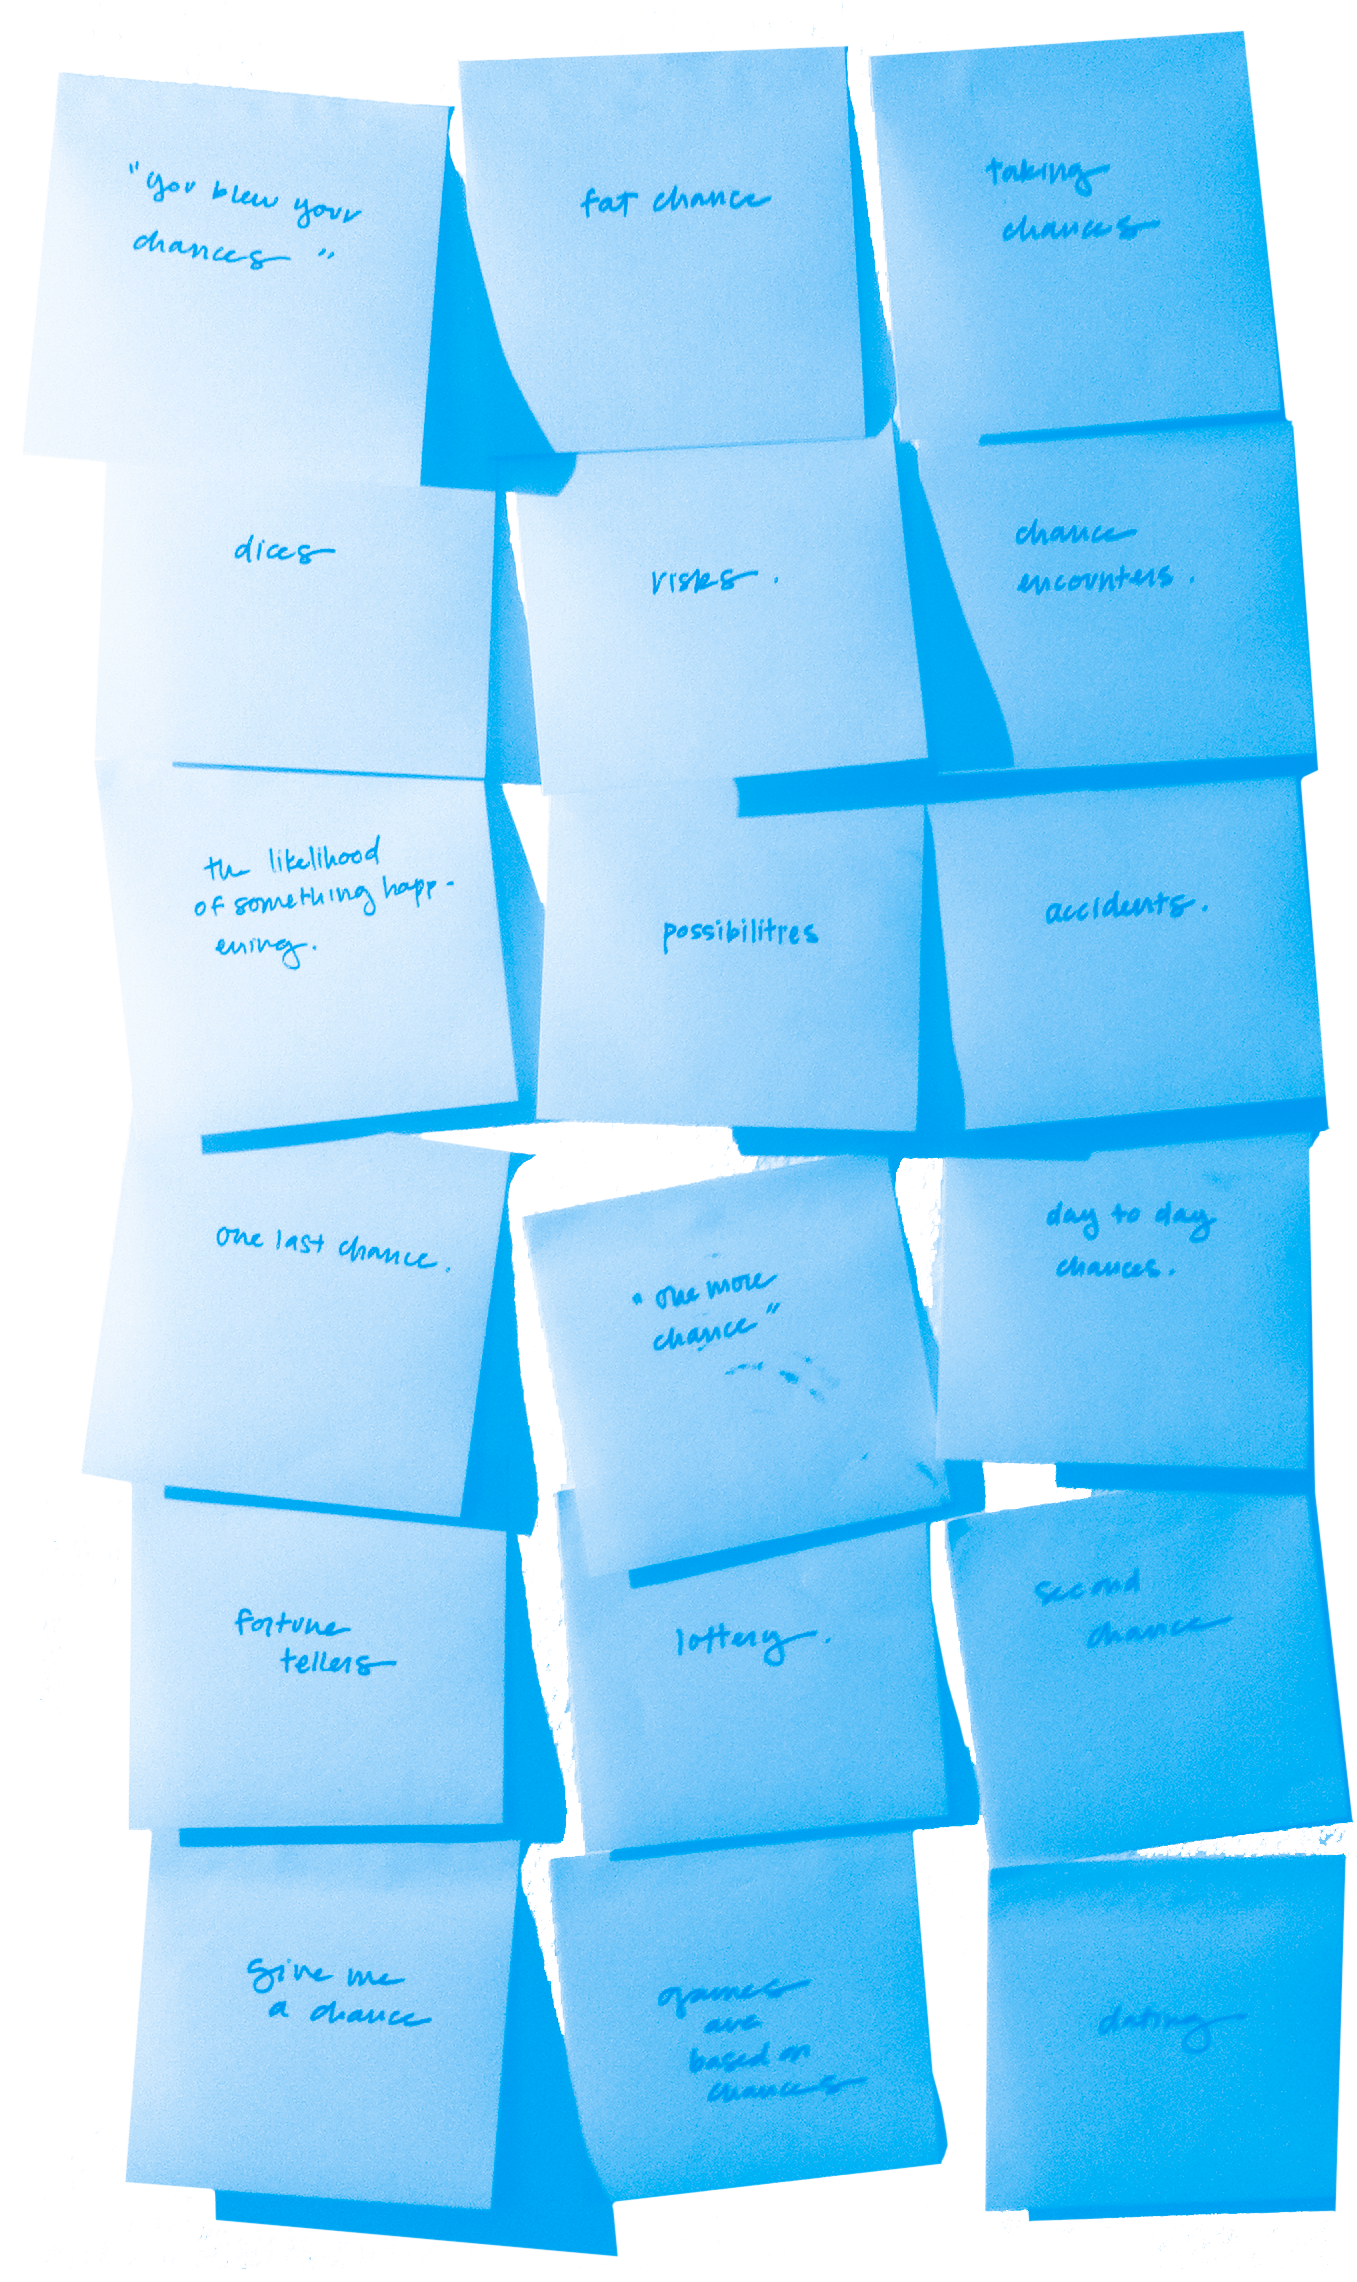 "you blew your
chances"
fat chance
taking
chances
dices
risks.
chance
encounters.
the likelihood
of something happ-
ening.
possibilities
accidents.
one last chance.
"one more
chance"
day to day
chances.
fortune
tellers
lottery.
second
chance
give me
a chance
games
are
based on
chances
dating